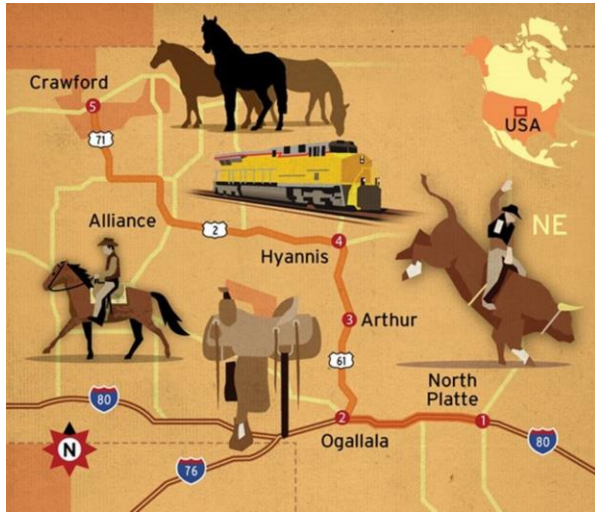 Crawford
5
71
USA
Alliance
2
NE
4
Hyannis
3
Arthur
61
North
Platte
80
2
1
Ogallala
80
N
76